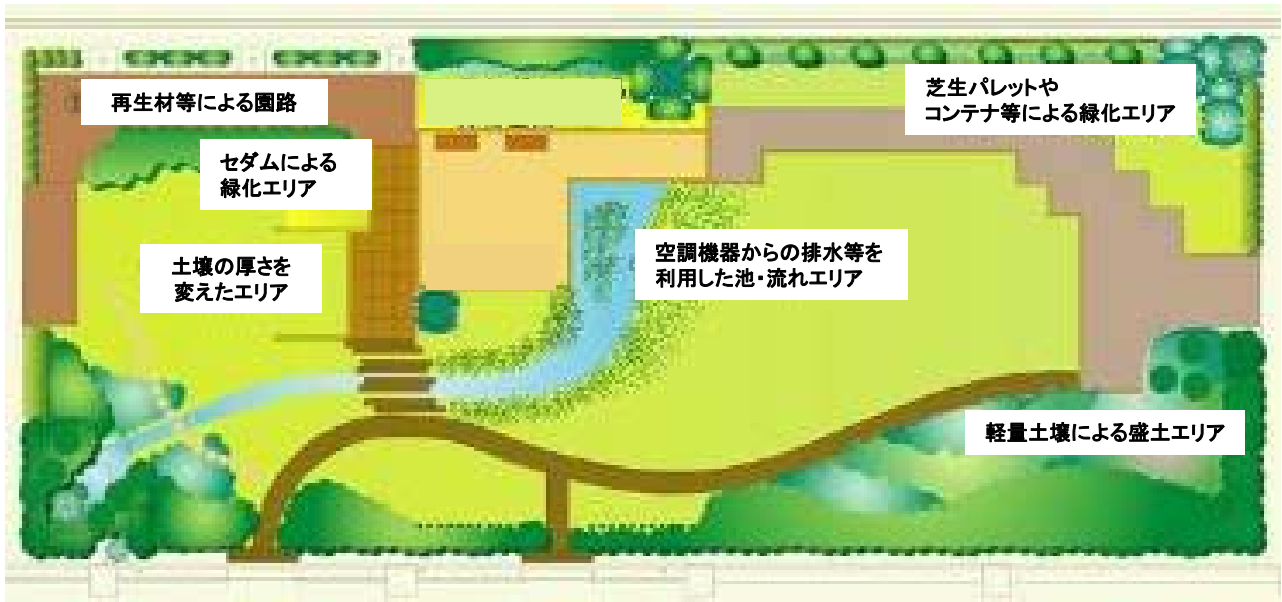 再生材等による園路
芝生パレットや
コンテナ等による緑化エリア
セダムによる
緑化エリア
土壌の厚さを
変えたエリア
空調機器からの排水等を
利用した池・流れエリア
軽量土壌による盛土エリア